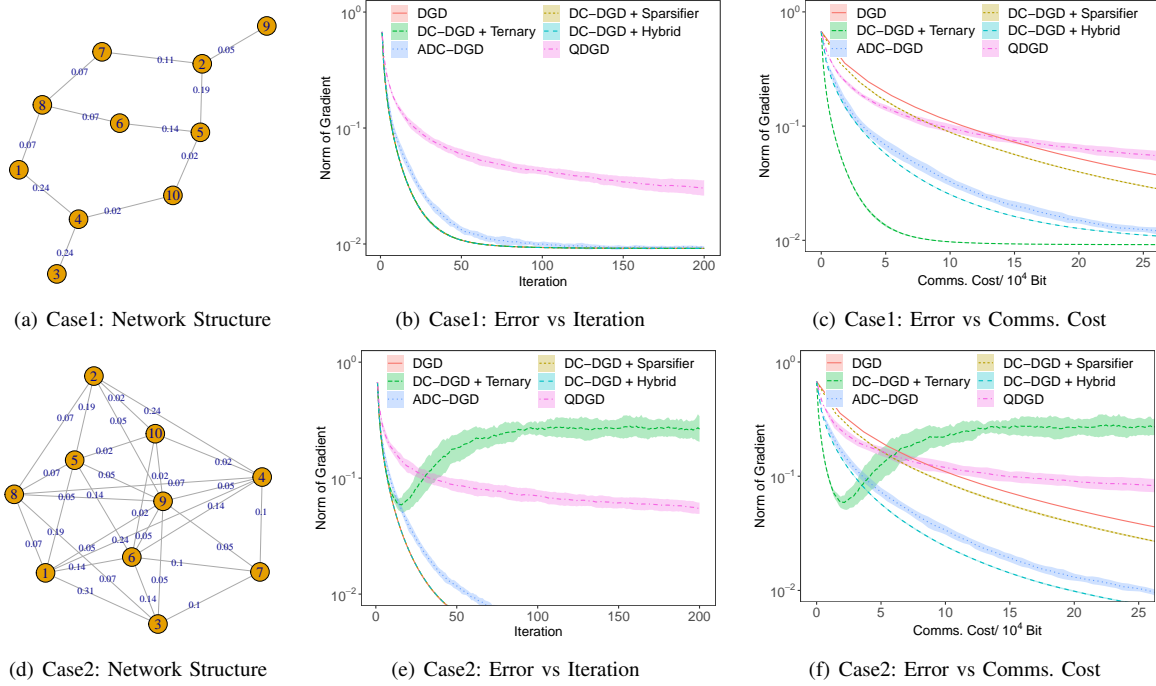 9
7
2
8
6
5
1
10
4
3
0.05
0.11
0.07
0.19
0.07
0.14
0.07
0.02
0.24
0.02
0.24
(a) Case1: Network Structure
DGD
DC−DGD + Ternary
ADC−DGD
DC−DGD + Sparsifier
DC−DGD + Hybrid
QDGD
Norm of Gradient
10^0
10^−1
10^−2
0 50 100 150 200
Iteration
(b) Case1: Error vs Iteration
DGD
DC−DGD + Ternary
ADC−DGD
DC−DGD + Sparsifier
DC−DGD + Hybrid
QDGD
Norm of Gradient
10^0
10^−1
10^−2
0 5 10 15 20 25
Comms. Cost/ 10^4 Bit
(c) Case1: Error vs Comms. Cost
2
10
5
4
8
9
6
1
7
3
0.02
0.24
0.19
0.07
0.05
0.02
0.02
0.07
0.05
0.02
0.07
0.05
0.14
0.14
0.1
0.02
0.19
0.24
0.05
0.07
0.05
0.05
0.14
0.1
0.07
0.05
0.31
0.14
0.1
(d) Case2: Network Structure
DGD
DC−DGD + Ternary
ADC−DGD
DC−DGD + Sparsifier
DC−DGD + Hybrid
QDGD
Norm of Gradient
10^0
10^−1
10^−2
0 50 100 150 200
Iteration
(e) Case2: Error vs Iteration
DGD
DC−DGD + Ternary
ADC−DGD
DC−DGD + Sparsifier
DC−DGD + Hybrid
QDGD
Norm of Gradient
10^0
10^−1
10^−2
0 5 10 15 20 25
Comms. Cost/ 10^4 Bit
(f) Case2: Error vs Comms. Cost